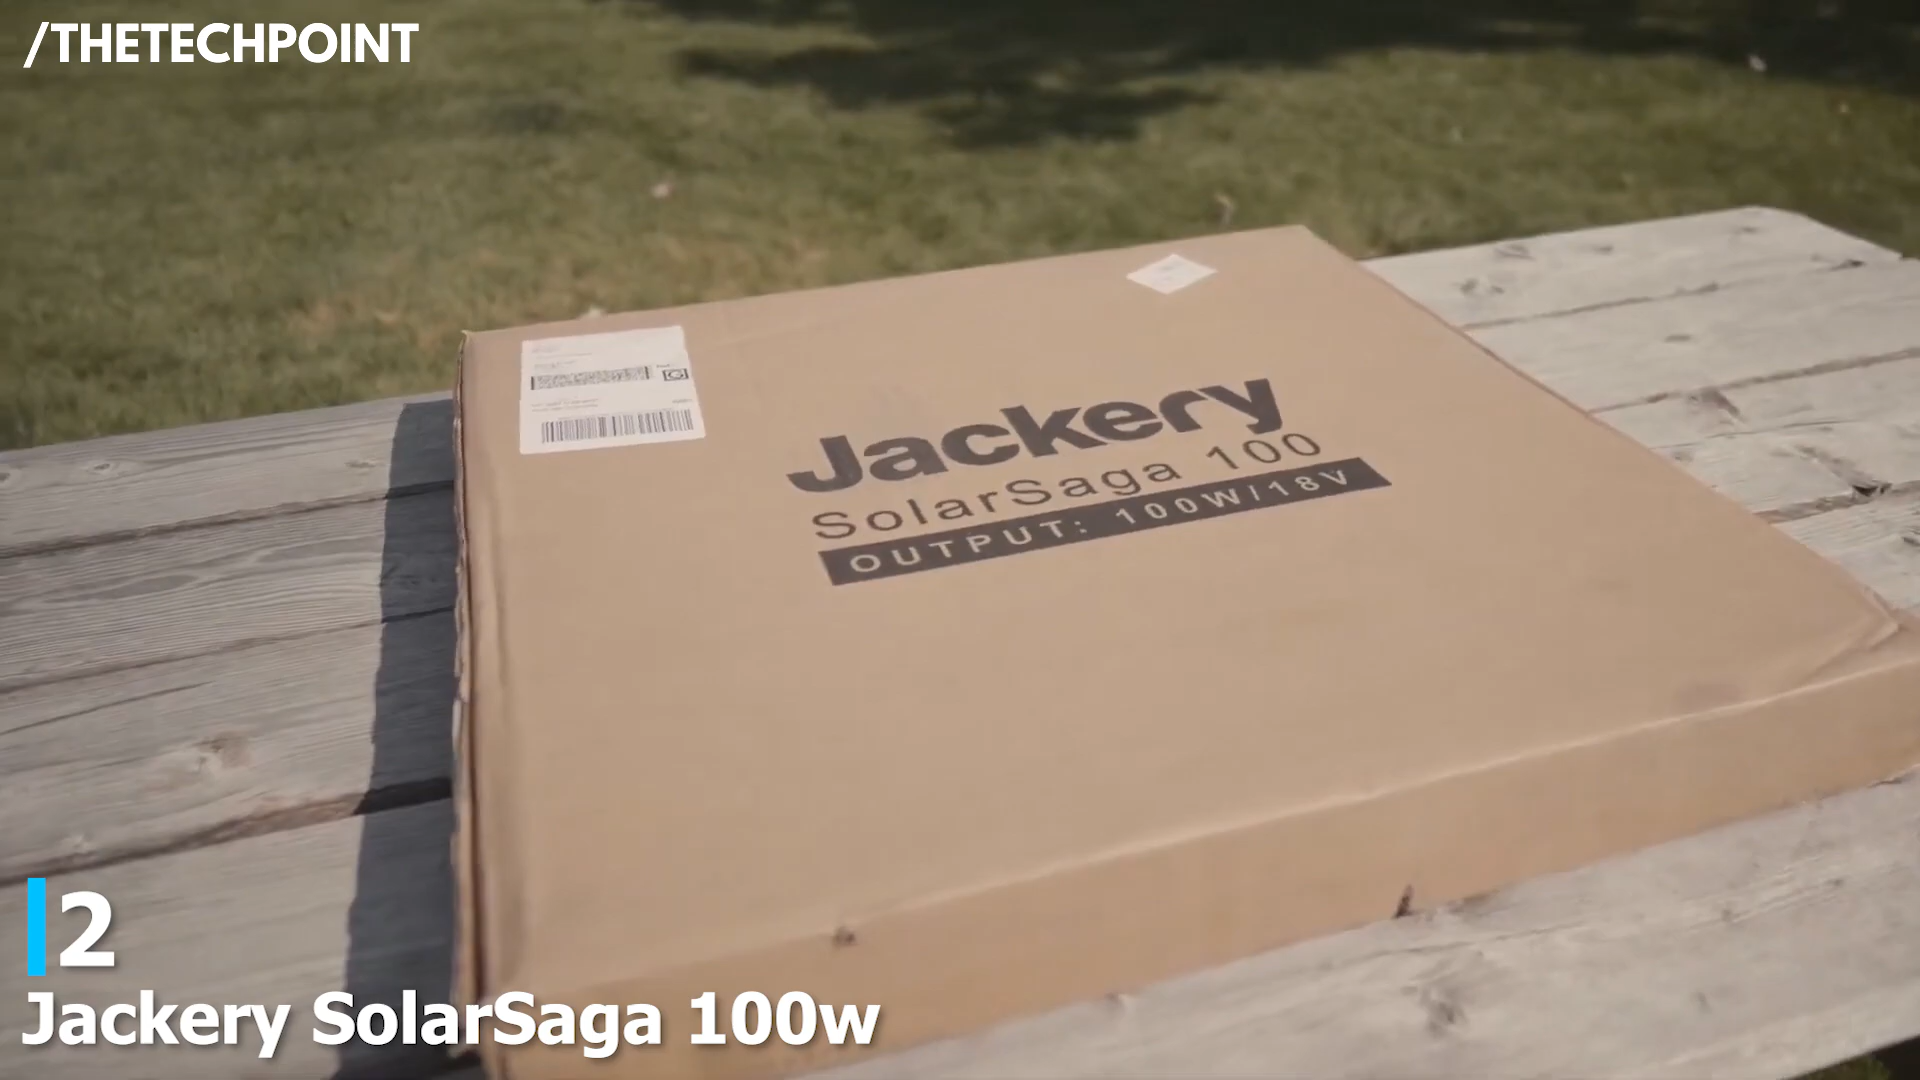 /THETECHPOINT
Jackery
SolarSaga 100
OUTPUT: 100W/18V
2
Jackery SolarSaga 100w